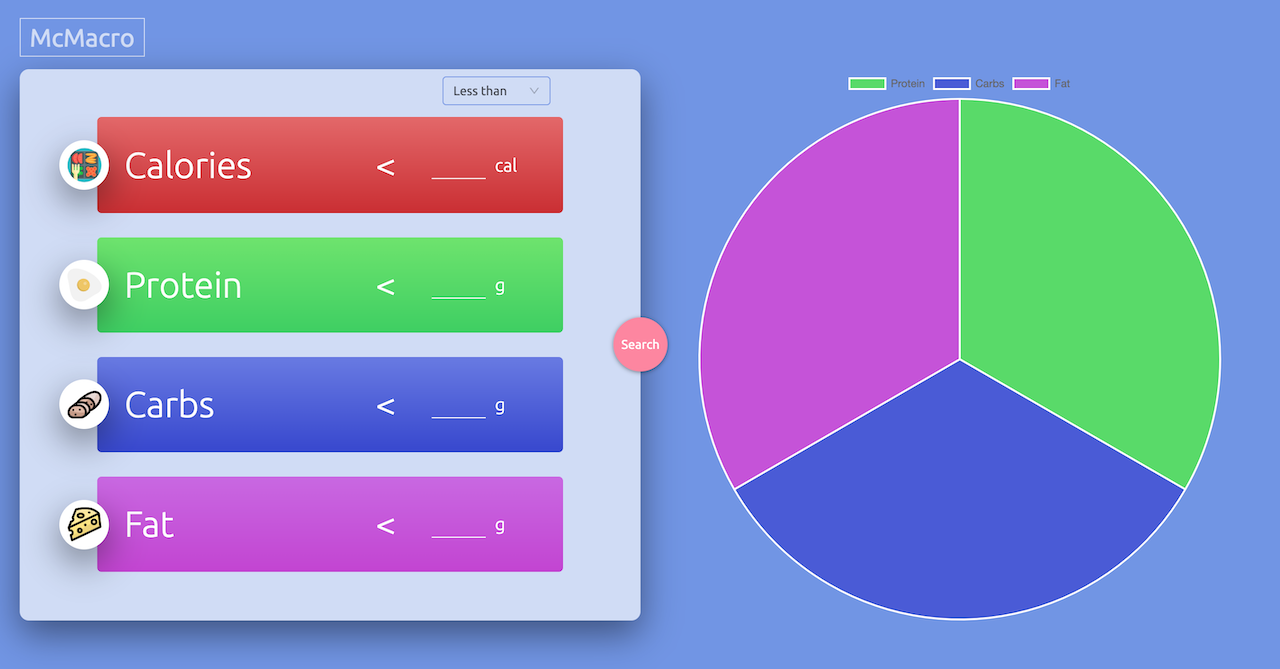 McMacro
Less than
Calories < _____ cal
Protein < _____ g
Carbs < _____ g
Fat < _____ g
Search
Protein Carbs Fat